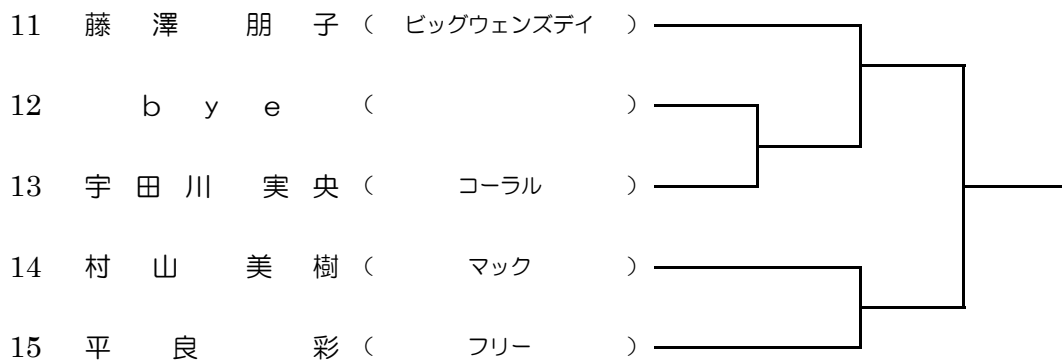 11 藤 澤 朋 子 ( ビッグウェンズデイ )
12 ｂ ｙ ｅ ( )
13 宇 田 川 実 央 ( コーラル )
14 村 山 美 樹 ( マック )
15 平 良 彩 ( フリー )